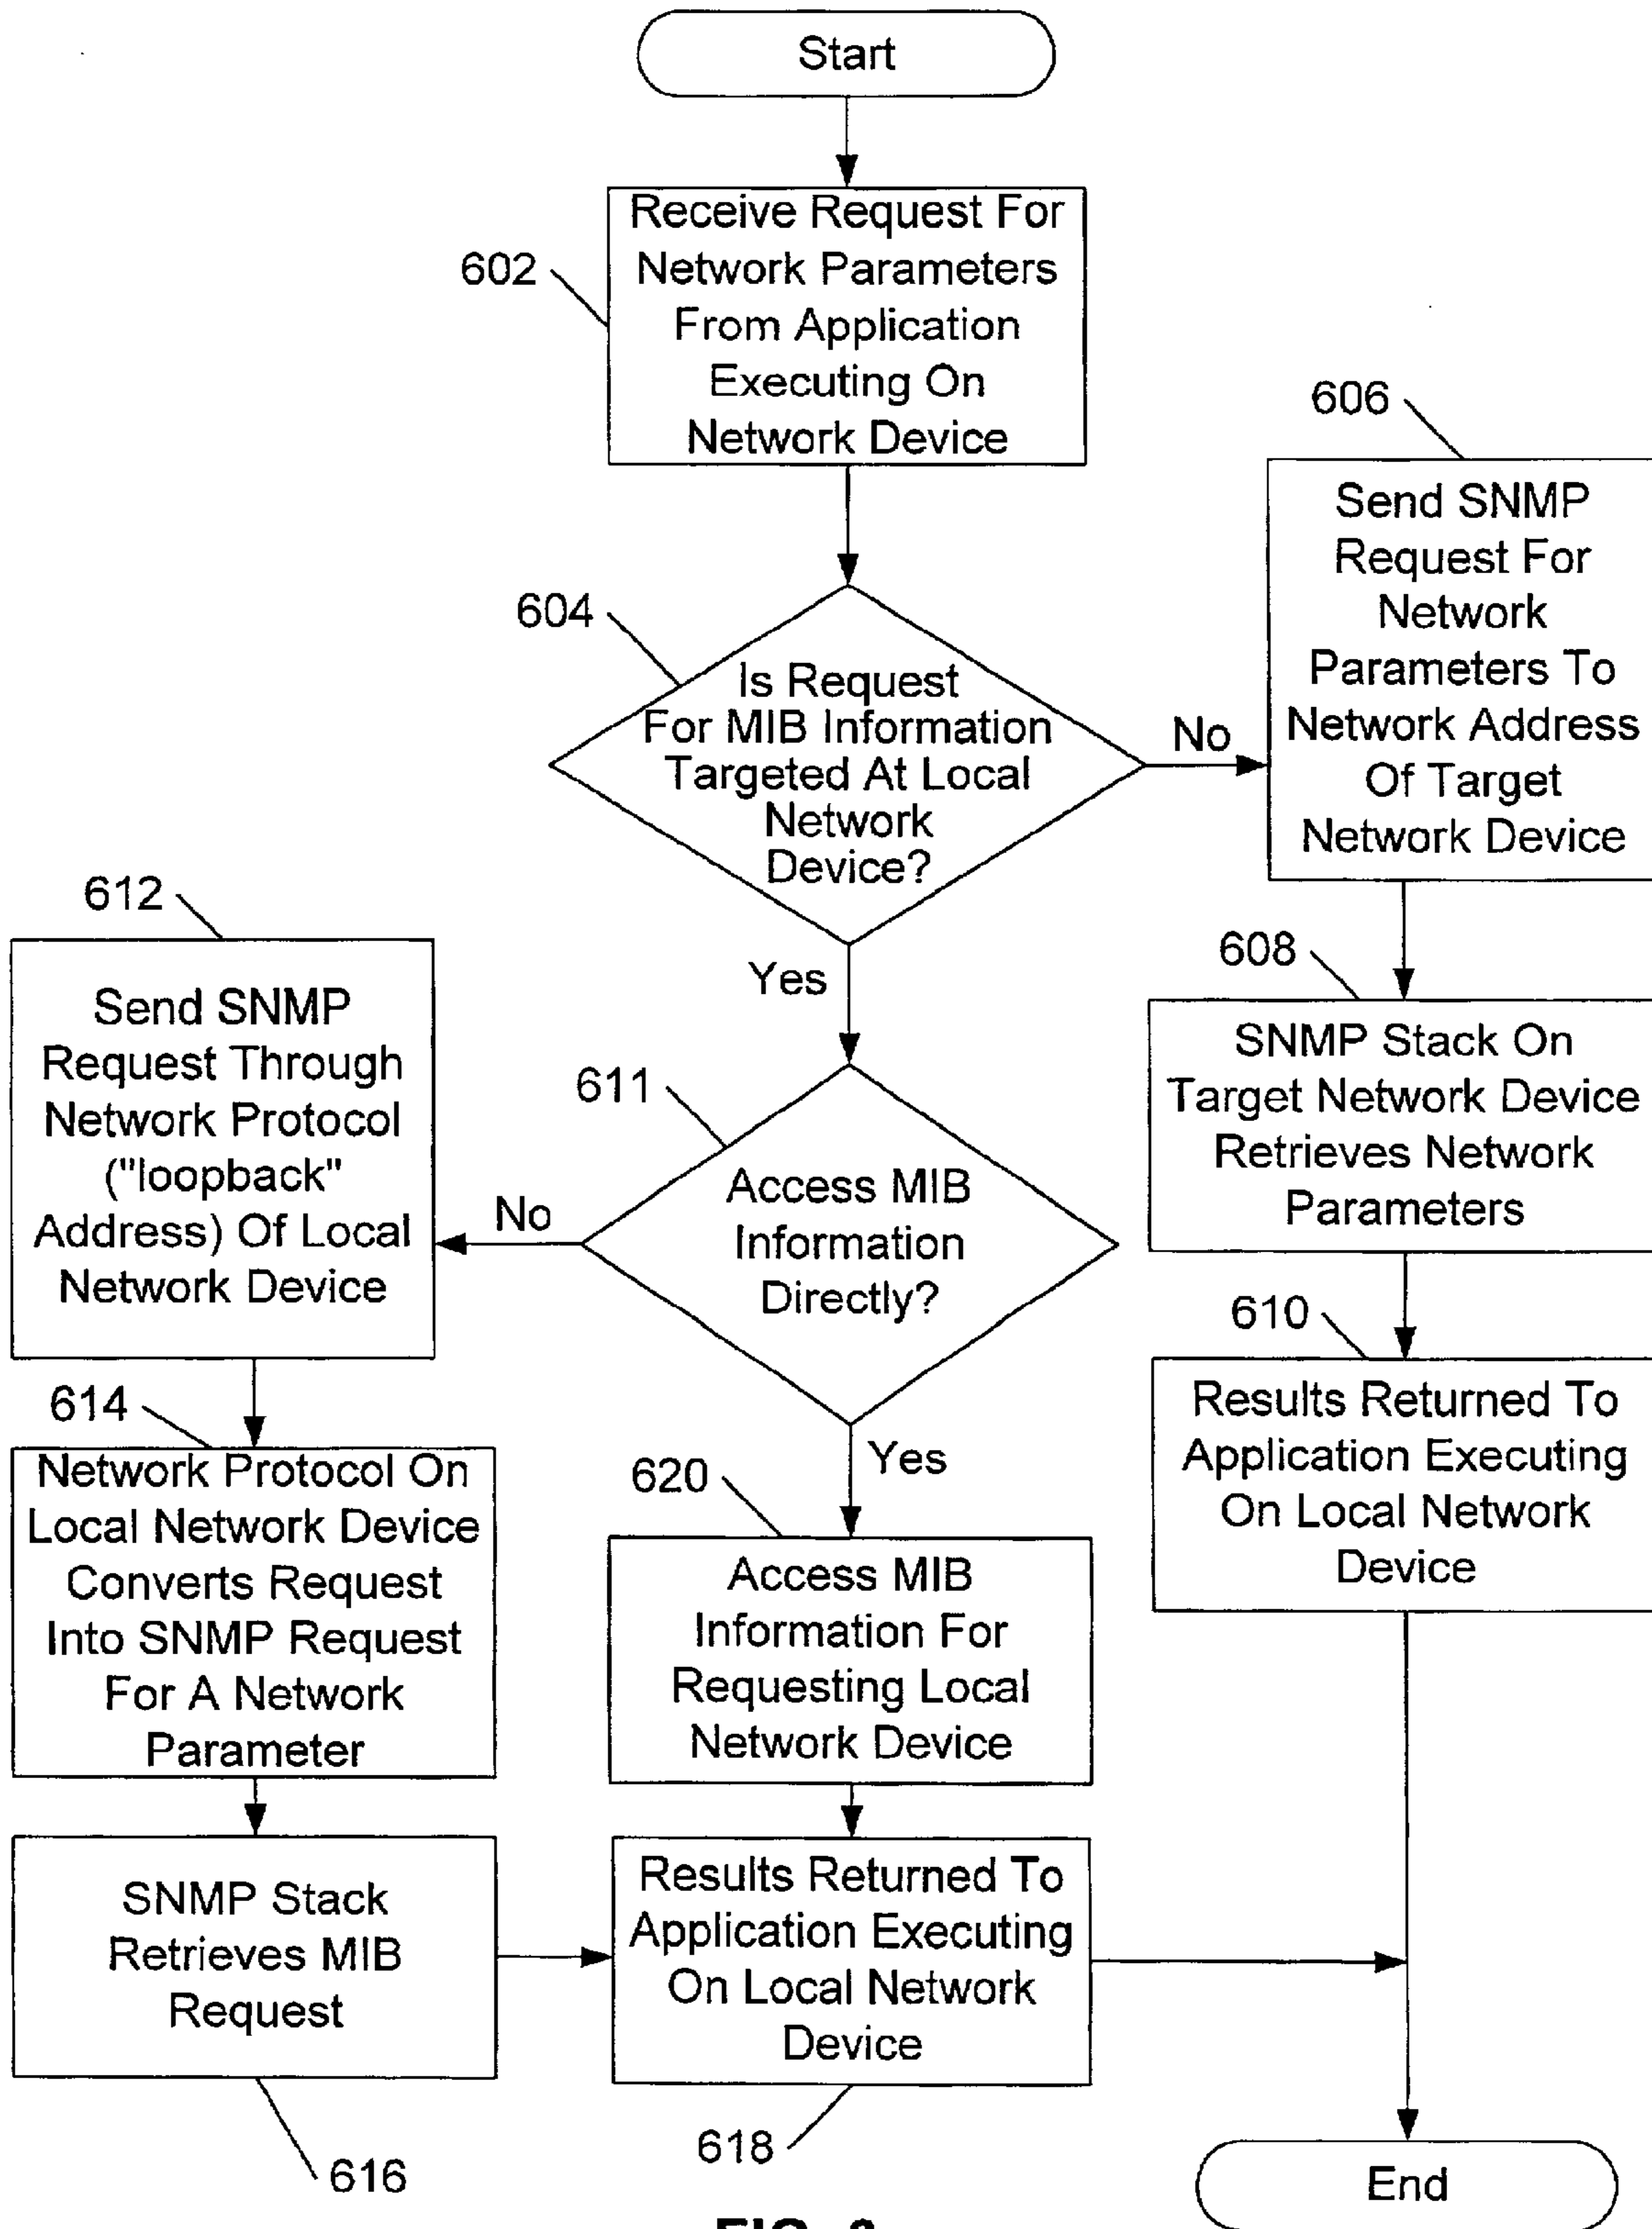 Start
Receive Request For
Network Parameters
From Application
Executing On
Network Device
602
604
Is Request
For MIB Information
Targeted At Local
Network
Device?
No
Yes
606
Send SNMP
Request For
Network
Parameters To
Network Address
Of Target
Network Device
608
SNMP Stack On
Target Network Device
Retrieves Network
Parameters
610
Results Returned To
Application Executing
On Local Network
Device
611
Access MIB
Information
Directly?
No
Yes
612
Send SNMP
Request Through
Network Protocol
("loopback"
Address) Of Local
Network Device
614
Network Protocol On
Local Network Device
Converts Request
Into SNMP Request
For A Network
Parameter
SNMP Stack
Retrieves MIB
Request
616
620
Access MIB
Information For
Requesting Local
Network Device
Results Returned To
Application Executing
On Local Network
Device
618
End
FIG.